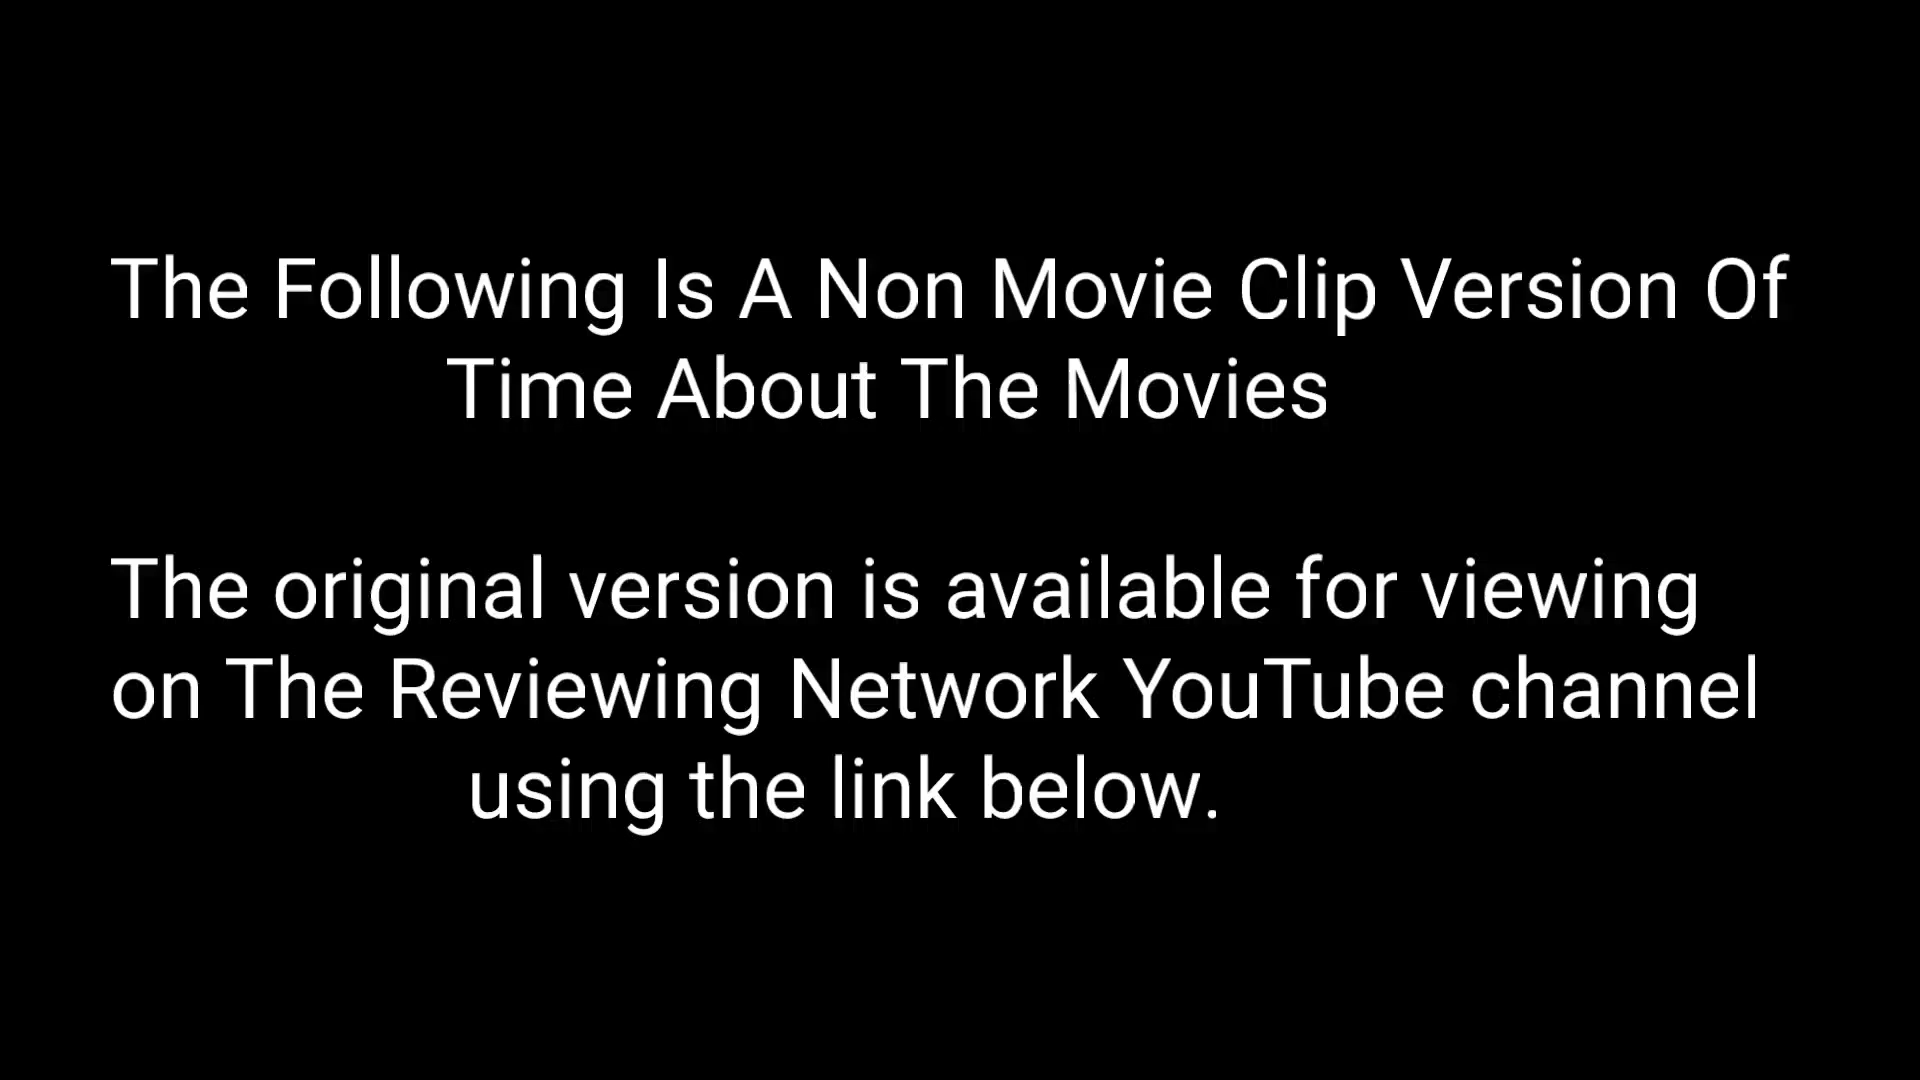 The Following Is A Non Movie Clip Version Of
Time About The Movies
The original version is available for viewing
on The Reviewing Network YouTube channel
using the link below.